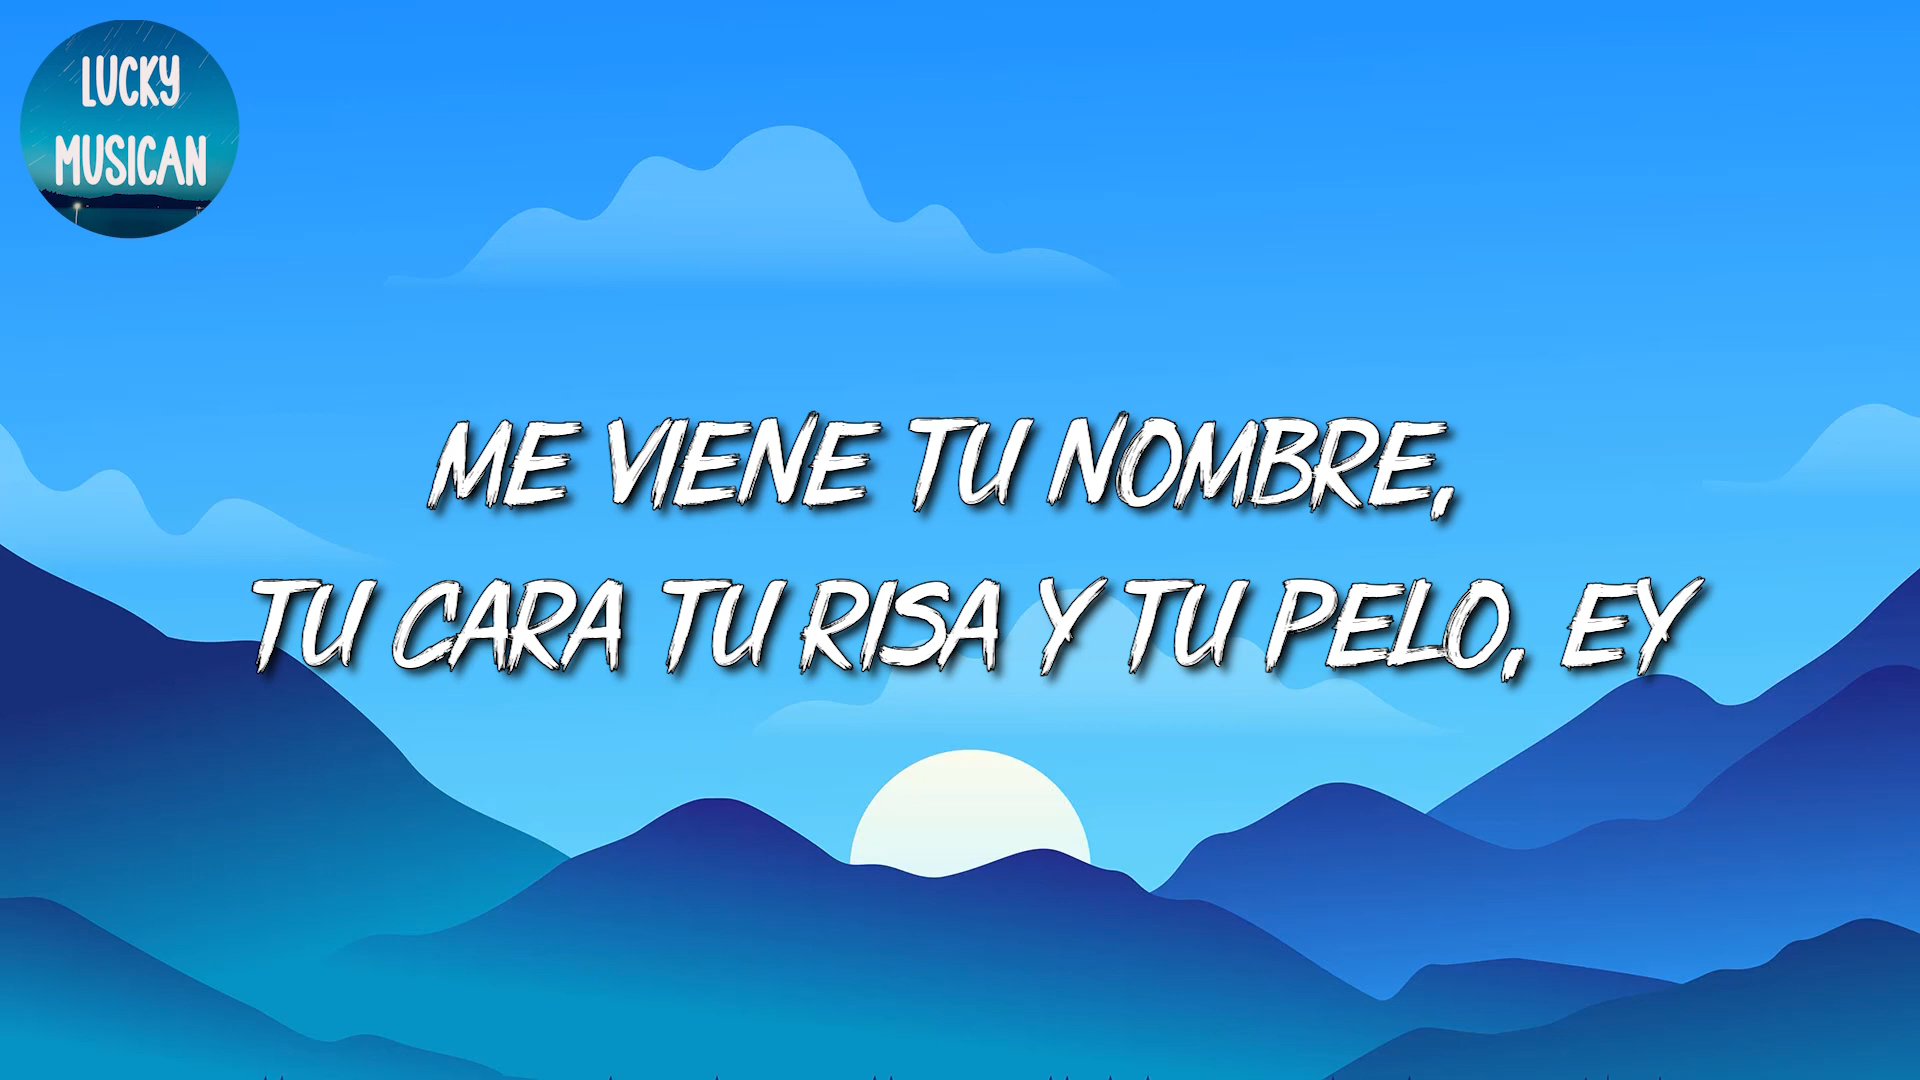 LUCKY
MUSICAN
ME VIENE TU NOMBRE,
TU CARA TU RISA Y TU PELO, EY